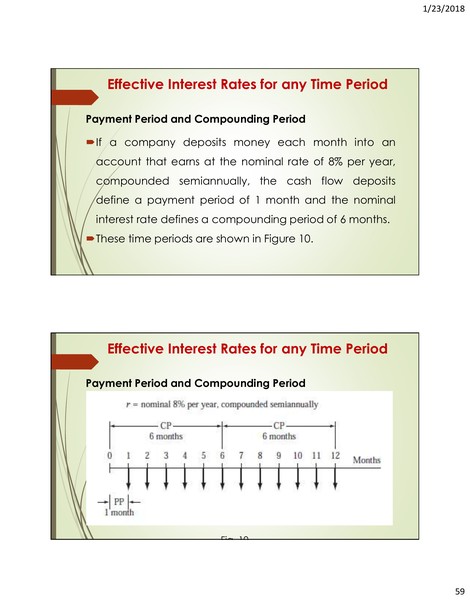 1/23/2018
Effective Interest Rates for any Time Period
Payment Period and Compounding Period
If a company deposits money each month into an
account that earns at the nominal rate of 8% per year,
compounded semiannually, the cash flow deposits
define a payment period of 1 month and the nominal
interest rate defines a compounding period of 6 months.
These time periods are shown in Figure 10.
Effective Interest Rates for any Time Period
Payment Period and Compounding Period
r = nominal 8% per year, compounded semiannually
CP CP
6 months 6 months
0 1 2 3 4 5 6 7 8 9 10 11 12 Months
PP
1 month
59